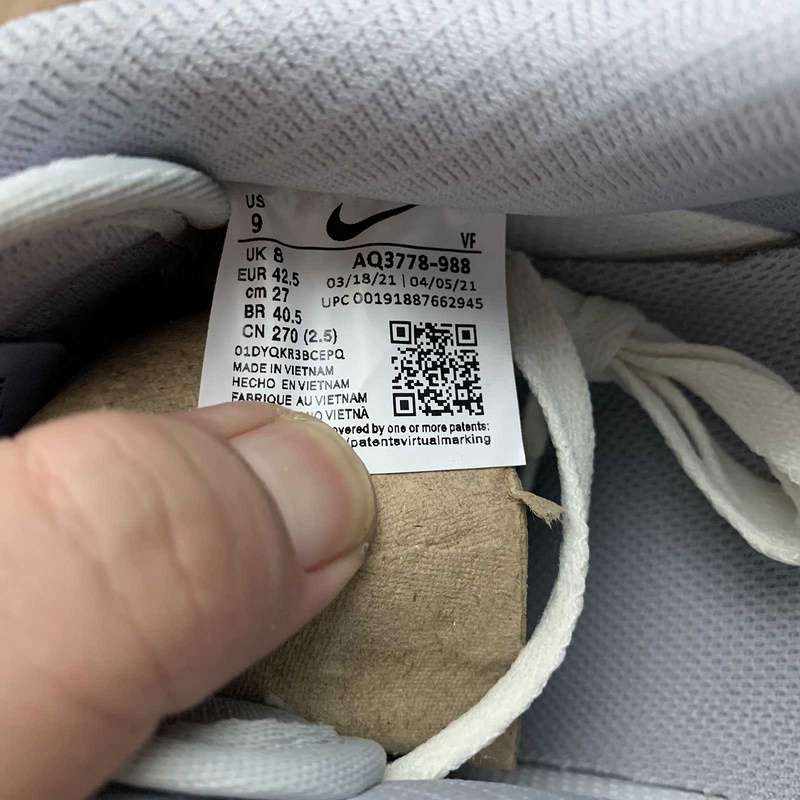 US
9
VF
UK 8
EUR 42.5
cm 27
BR 40.5
CN 270 (2.5)
01DYQKR3BCEPQ
MADE IN VIETNAM
HECHO EN VIETNAM
FABRIQUE AU VIETNAM
VIETNÃ
AQ3778-988
03/18/21 | 04/05/21
UPC 00191887662945
by one or more patents:
/patentsvirtualmarking